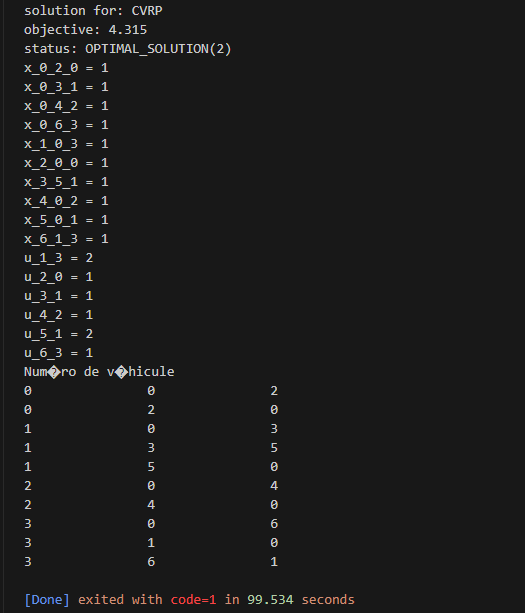 solution for: CVRP
objective: 4.315
status: OPTIMAL_SOLUTION(2)
x_0_2_0 = 1
x_0_3_1 = 1
x_0_4_2 = 1
x_0_6_3 = 1
x_1_0_3 = 1
x_2_0_0 = 1
x_3_5_1 = 1
x_4_0_2 = 1
x_5_0_1 = 1
x_6_1_3 = 1
u_1_3 = 2
u_2_0 = 1
u_3_1 = 1
u_4_2 = 1
u_5_1 = 2
u_6_3 = 1
Num�ro de v�hicule
0 0 2
0 2 0
1 0 3
1 3 5
1 5 0
2 0 4
2 4 0
3 0 6
3 1 0
3 6 1
[Done] exited with code=1 in 99.534 seconds